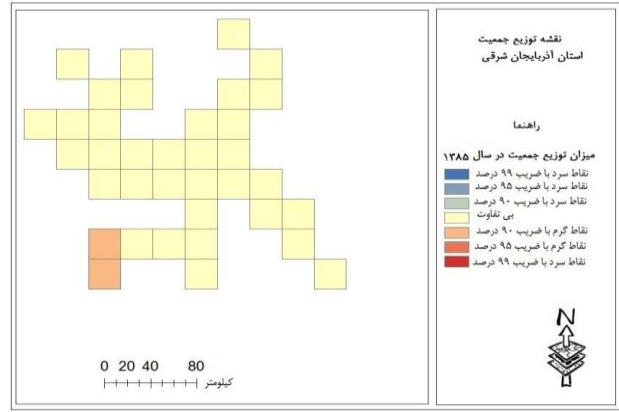 نقشه توزیع جمعیت
استان آذربایجان شرقی
راهنما
میزان توزیع جمعیت در سال ۱۳۸۵
نقاط سرد با ضریب ۹۹ درصد
نقاط سرد با ضریب ۹۵ درصد
نقاط سرد با ضریب ۹۰ درصد
بی تفاوت
نقاط گرم با ضریب ۹۰ درصد
نقاط گرم با ضریب ۹۵ درصد
نقاط سرد با ضریب ۹۹ درصد
N
0 20 40 80
کیلومتر